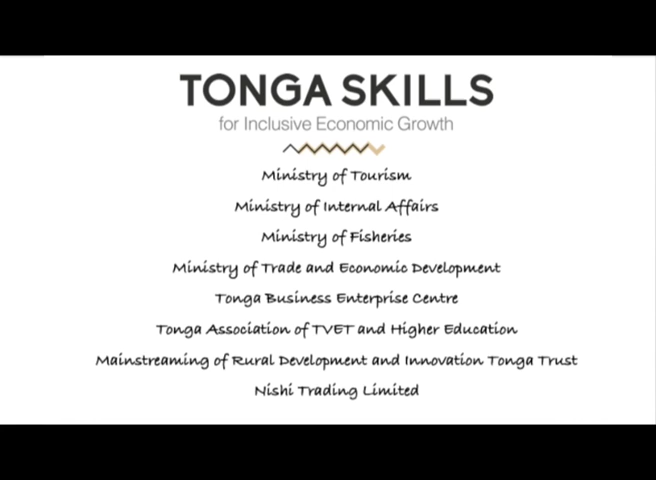 TONGA SKILLS
for Inclusive Economic Growth
Ministry of Tourism
Ministry of Internal Affairs
Ministry of Fisheries
Ministry of Trade and Economic Development
Tonga Business Enterprise Centre
Tonga Association of TVET and Higher Education
Mainstreaming of Rural Development and Innovation Tonga Trust
Nishi Trading Limited